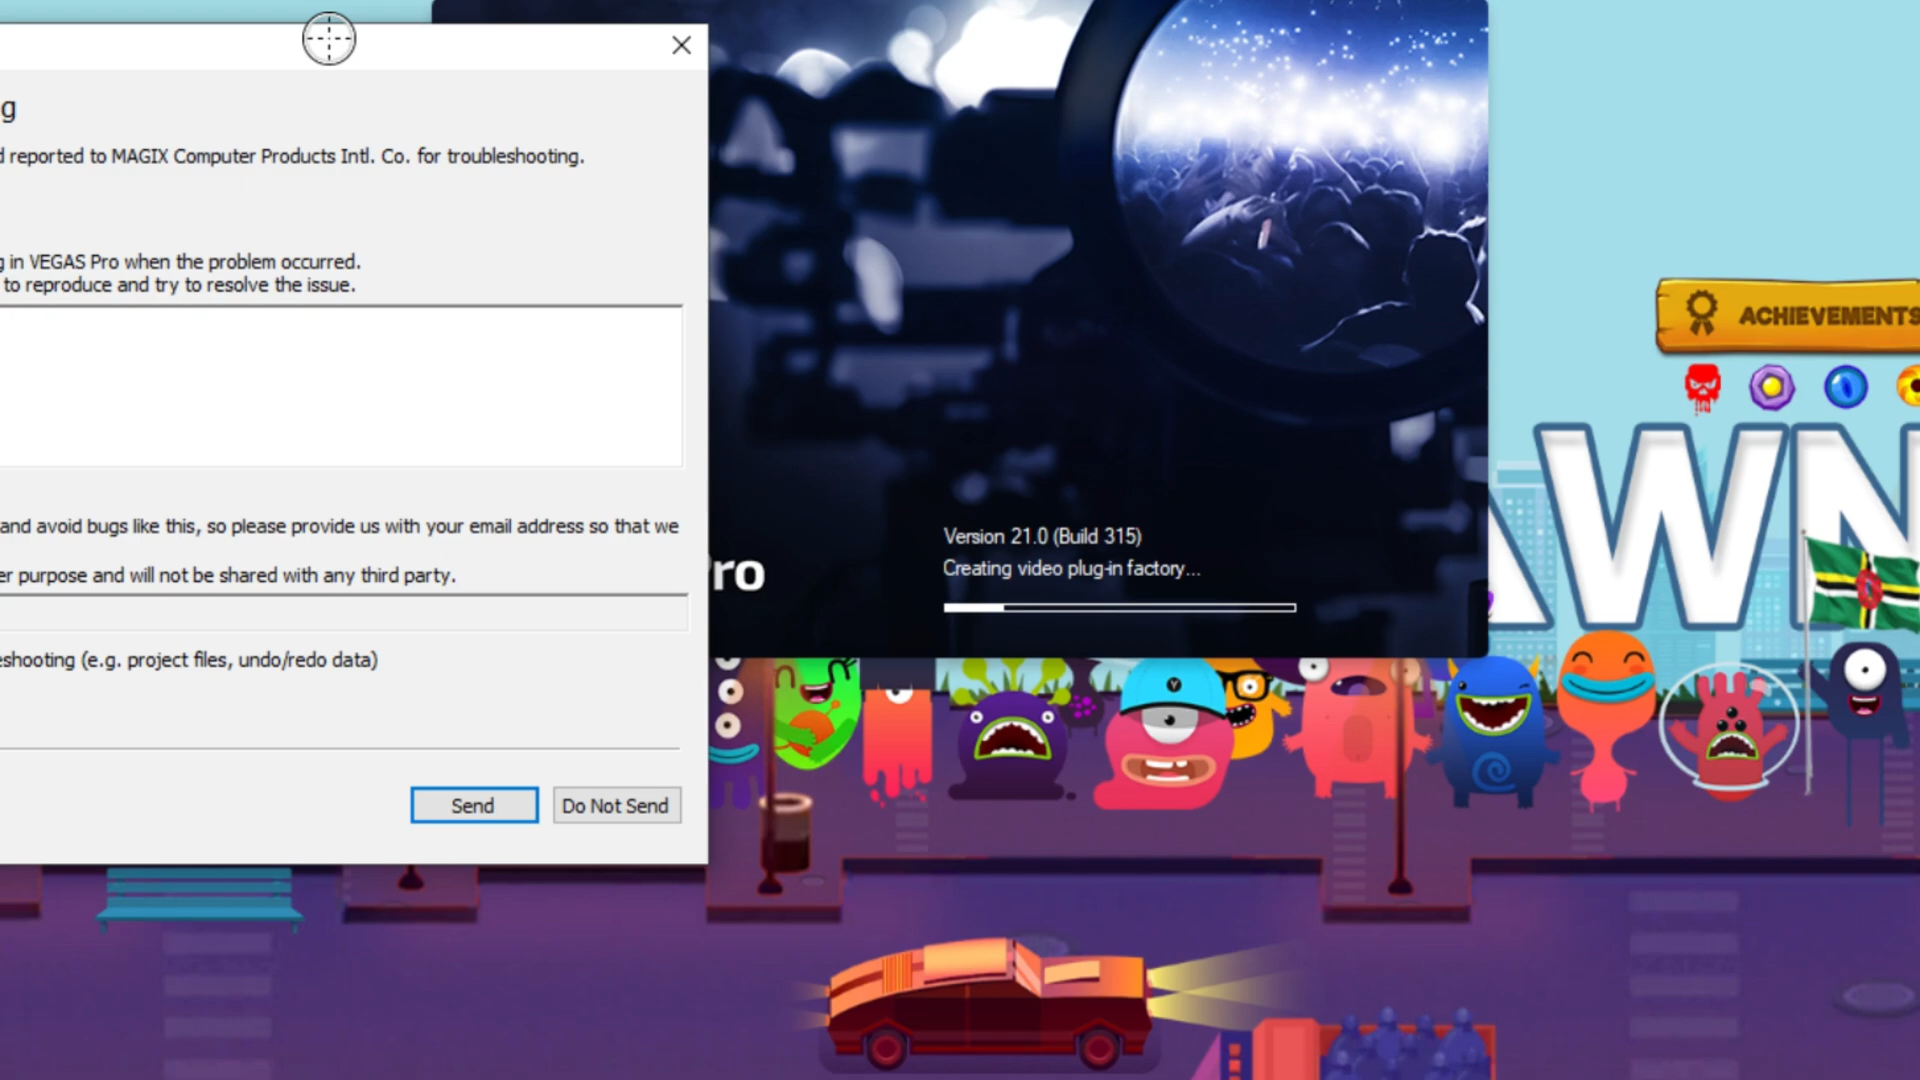 g
d reported to MAGIX Computer Products Intl. Co. for troubleshooting.
g in VEGAS Pro when the problem occurred.
to reproduce and try to resolve the issue.
and avoid bugs like this, so please provide us with your email address so that we
er purpose and will not be shared with any third party.
eshooting (e.g. project files, undo/redo data)
Send
Do Not Send
Pro
Version 21.0 (Build 315)
Creating video plug-in factory...
ACHIEVEMENTS
AWN
Y